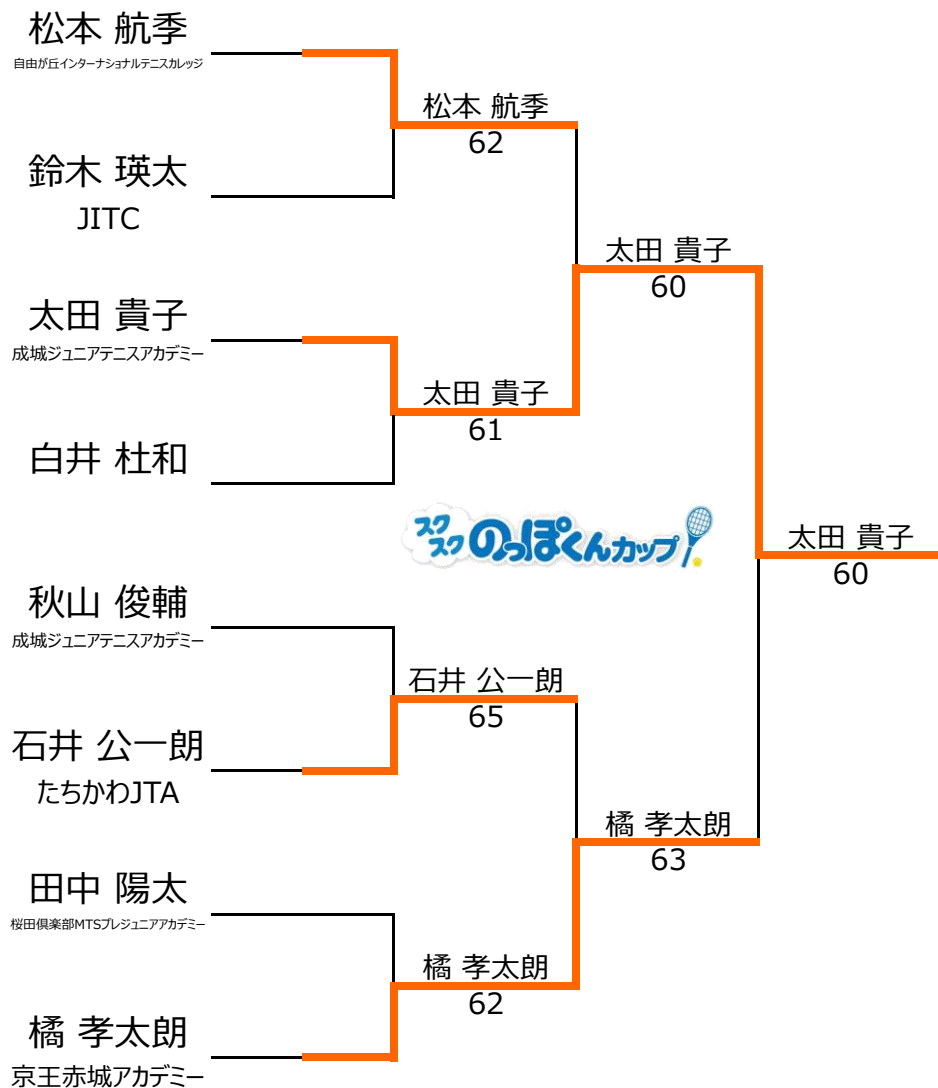 松本 航季
自由が丘インターナショナルテニスカレッジ
松本 航季
62
鈴木 瑛太
JITC
太田 貴子
60
太田 貴子
成城ジュニアテニスアカデミー
太田 貴子
61
白井 杜和
スクスク のっぽくんカップ
太田 貴子
60
秋山 俊輔
成城ジュニアテニスアカデミー
石井 公一朗
65
石井 公一朗
たちかわJTA
橘 孝太朗
63
田中 陽太
桜田倶楽部MTSプレジュニアアカデミー
橘 孝太朗
62
橘 孝太朗
京王赤城アカデミー